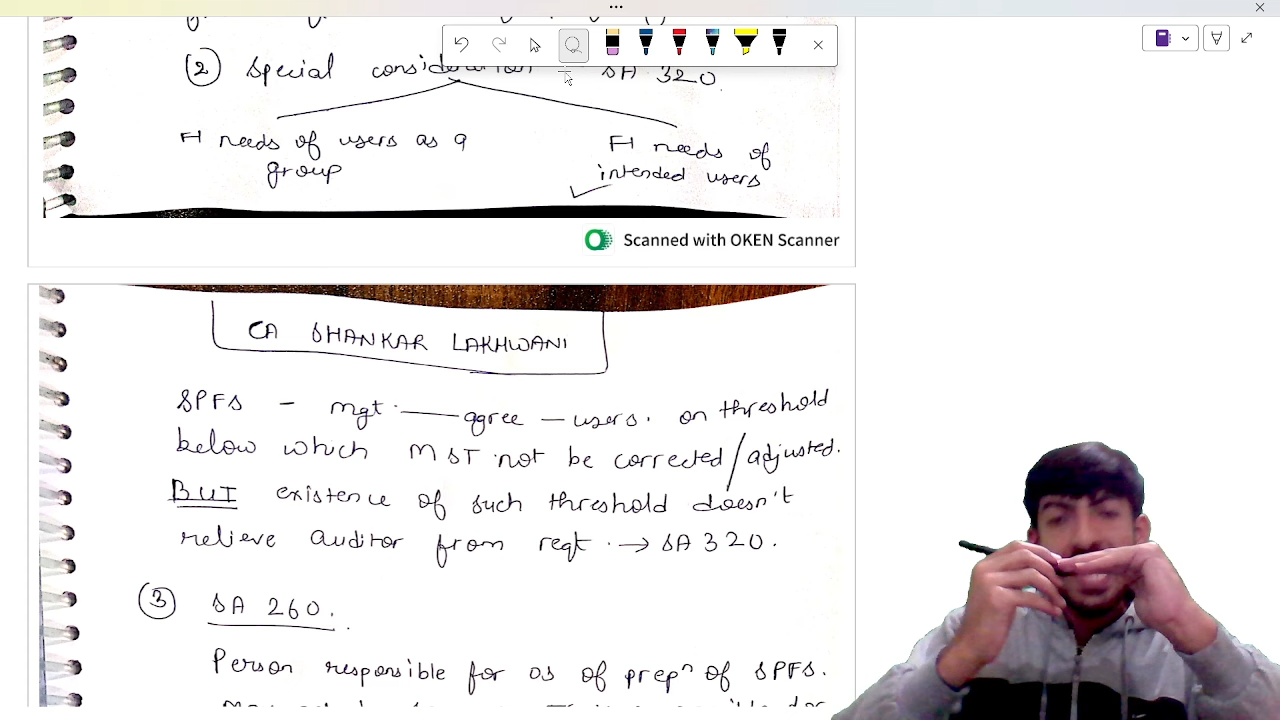 ② Special consideration SA 320.
FI needs of users as a group
FI needs of intended users
Scanned with OKEN Scanner
CA SHANKAR LAKHWANI
SPFS - mgt. — agree — users. on threshold
below which MST not be corrected / adjusted.
BUT existence of such threshold doesn't
relieve auditor from reqt. → SA 320.
③ SA 260.
Person responsible for os of prepⁿ of SPFS.